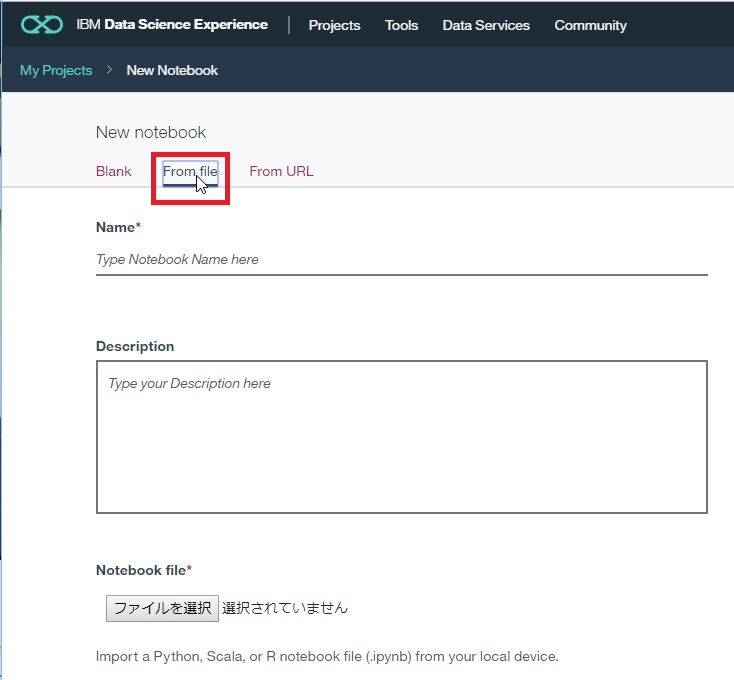 IBM Data Science Experience | Projects Tools Data Services Community
My Projects > New Notebook
New notebook
Blank From file From URL
Name*
Type Notebook Name here
Description
Type your Description here
Notebook file*
ファイルを選択 選択されていません
Import a Python, Scala, or R notebook file (.ipynb) from your local device.